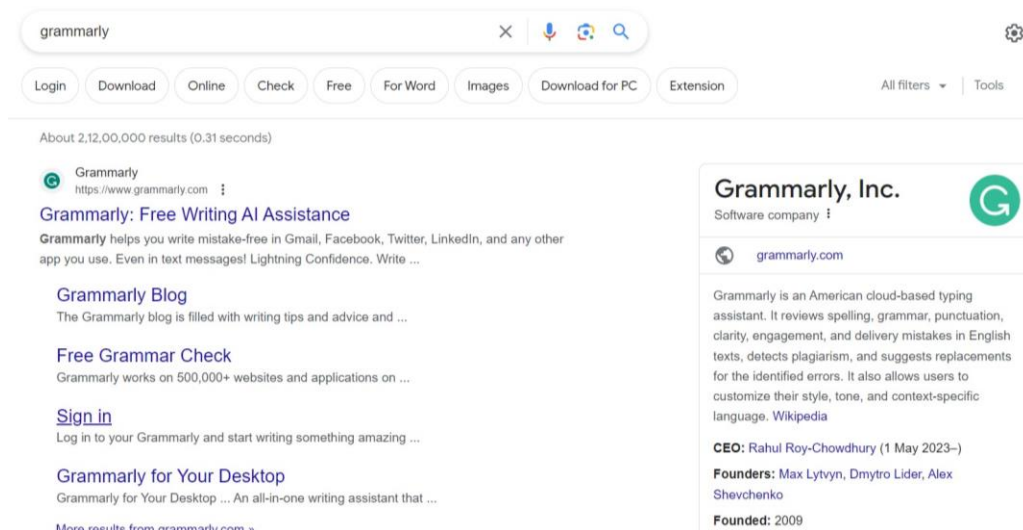 grammarly
Login Download Online Check Free For Word Images Download for PC Extension All filters Tools
About 2,12,00,000 results (0.31 seconds)
Grammarly
https://www.grammarly.com
Grammarly: Free Writing AI Assistance
Grammarly helps you write mistake-free in Gmail, Facebook, Twitter, LinkedIn, and any other
app you use. Even in text messages! Lightning Confidence. Write ...
Grammarly Blog
The Grammarly blog is filled with writing tips and advice and ...
Free Grammar Check
Grammarly works on 500,000+ websites and applications on ...
Sign in
Log in to your Grammarly and start writing something amazing ...
Grammarly for Your Desktop
Grammarly for Your Desktop ... An all-in-one writing assistant that ...
More results from grammarly.com »
Grammarly, Inc.
Software company
grammarly.com
Grammarly is an American cloud-based typing
assistant. It reviews spelling, grammar, punctuation,
clarity, engagement, and delivery mistakes in English
texts, detects plagiarism, and suggests replacements
for the identified errors. It also allows users to
customize their style, tone, and context-specific
language. Wikipedia
CEO: Rahul Roy-Chowdhury (1 May 2023–)
Founders: Max Lytvyn, Dmytro Lider, Alex
Shevchenko
Founded: 2009